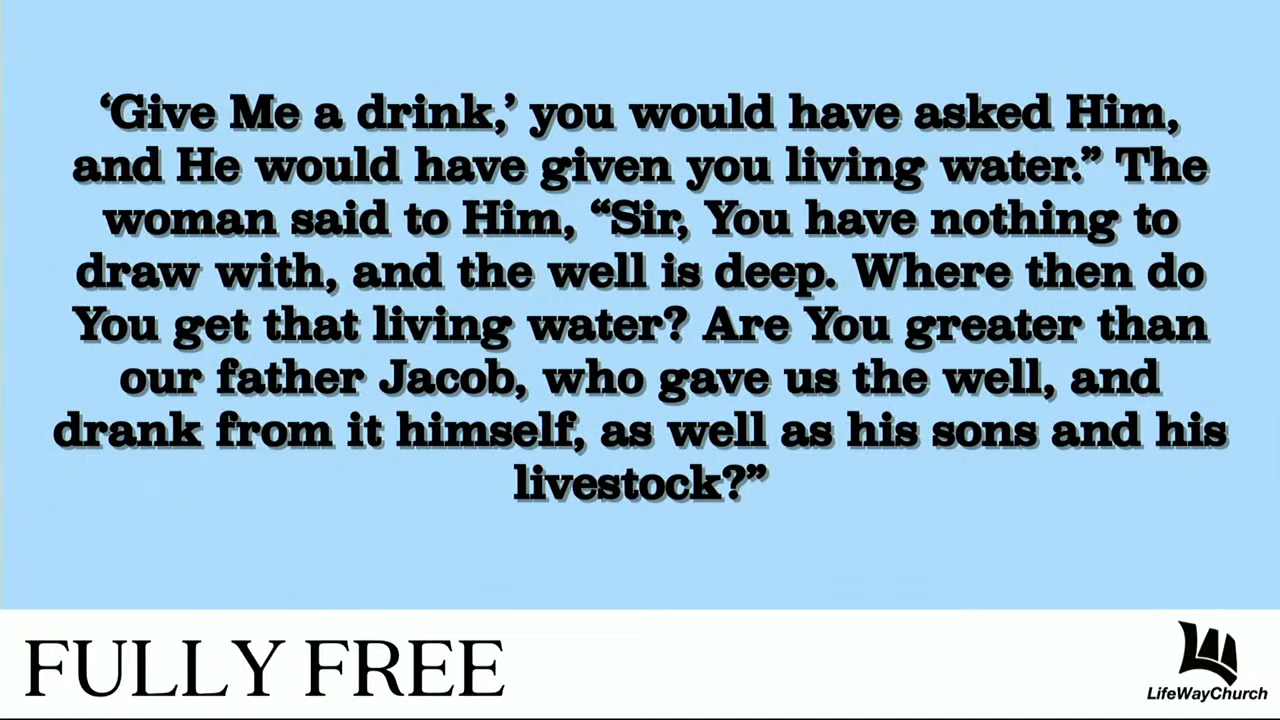 ‘Give Me a drink,’ you would have asked Him,
and He would have given you living water.” The
woman said to Him, “Sir, You have nothing to
draw with, and the well is deep. Where then do
You get that living water? Are You greater than
our father Jacob, who gave us the well, and
drank from it himself, as well as his sons and his
livestock?”
FULLY FREE
LifeWayChurch